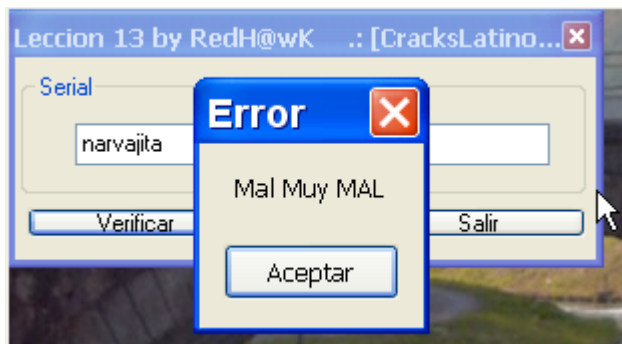 Leccion 13 by RedH@wK .: [CracksLatino...
Serial
Error
narvajita
Mal Muy MAL
Verificar
Salir
Aceptar